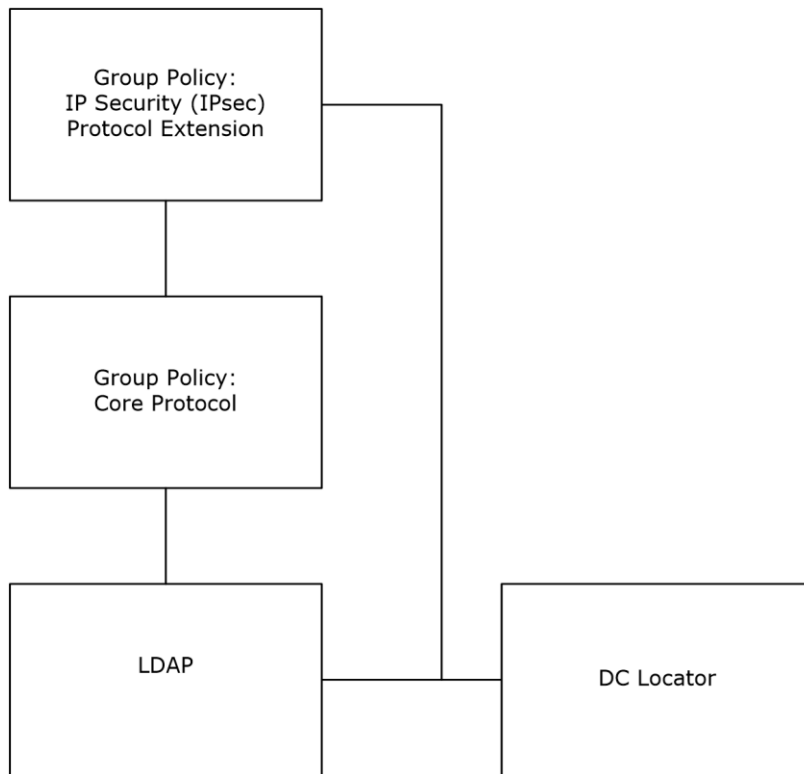 Group Policy:
IP Security (IPsec)
Protocol Extension
Group Policy:
Core Protocol
LDAP
DC Locator